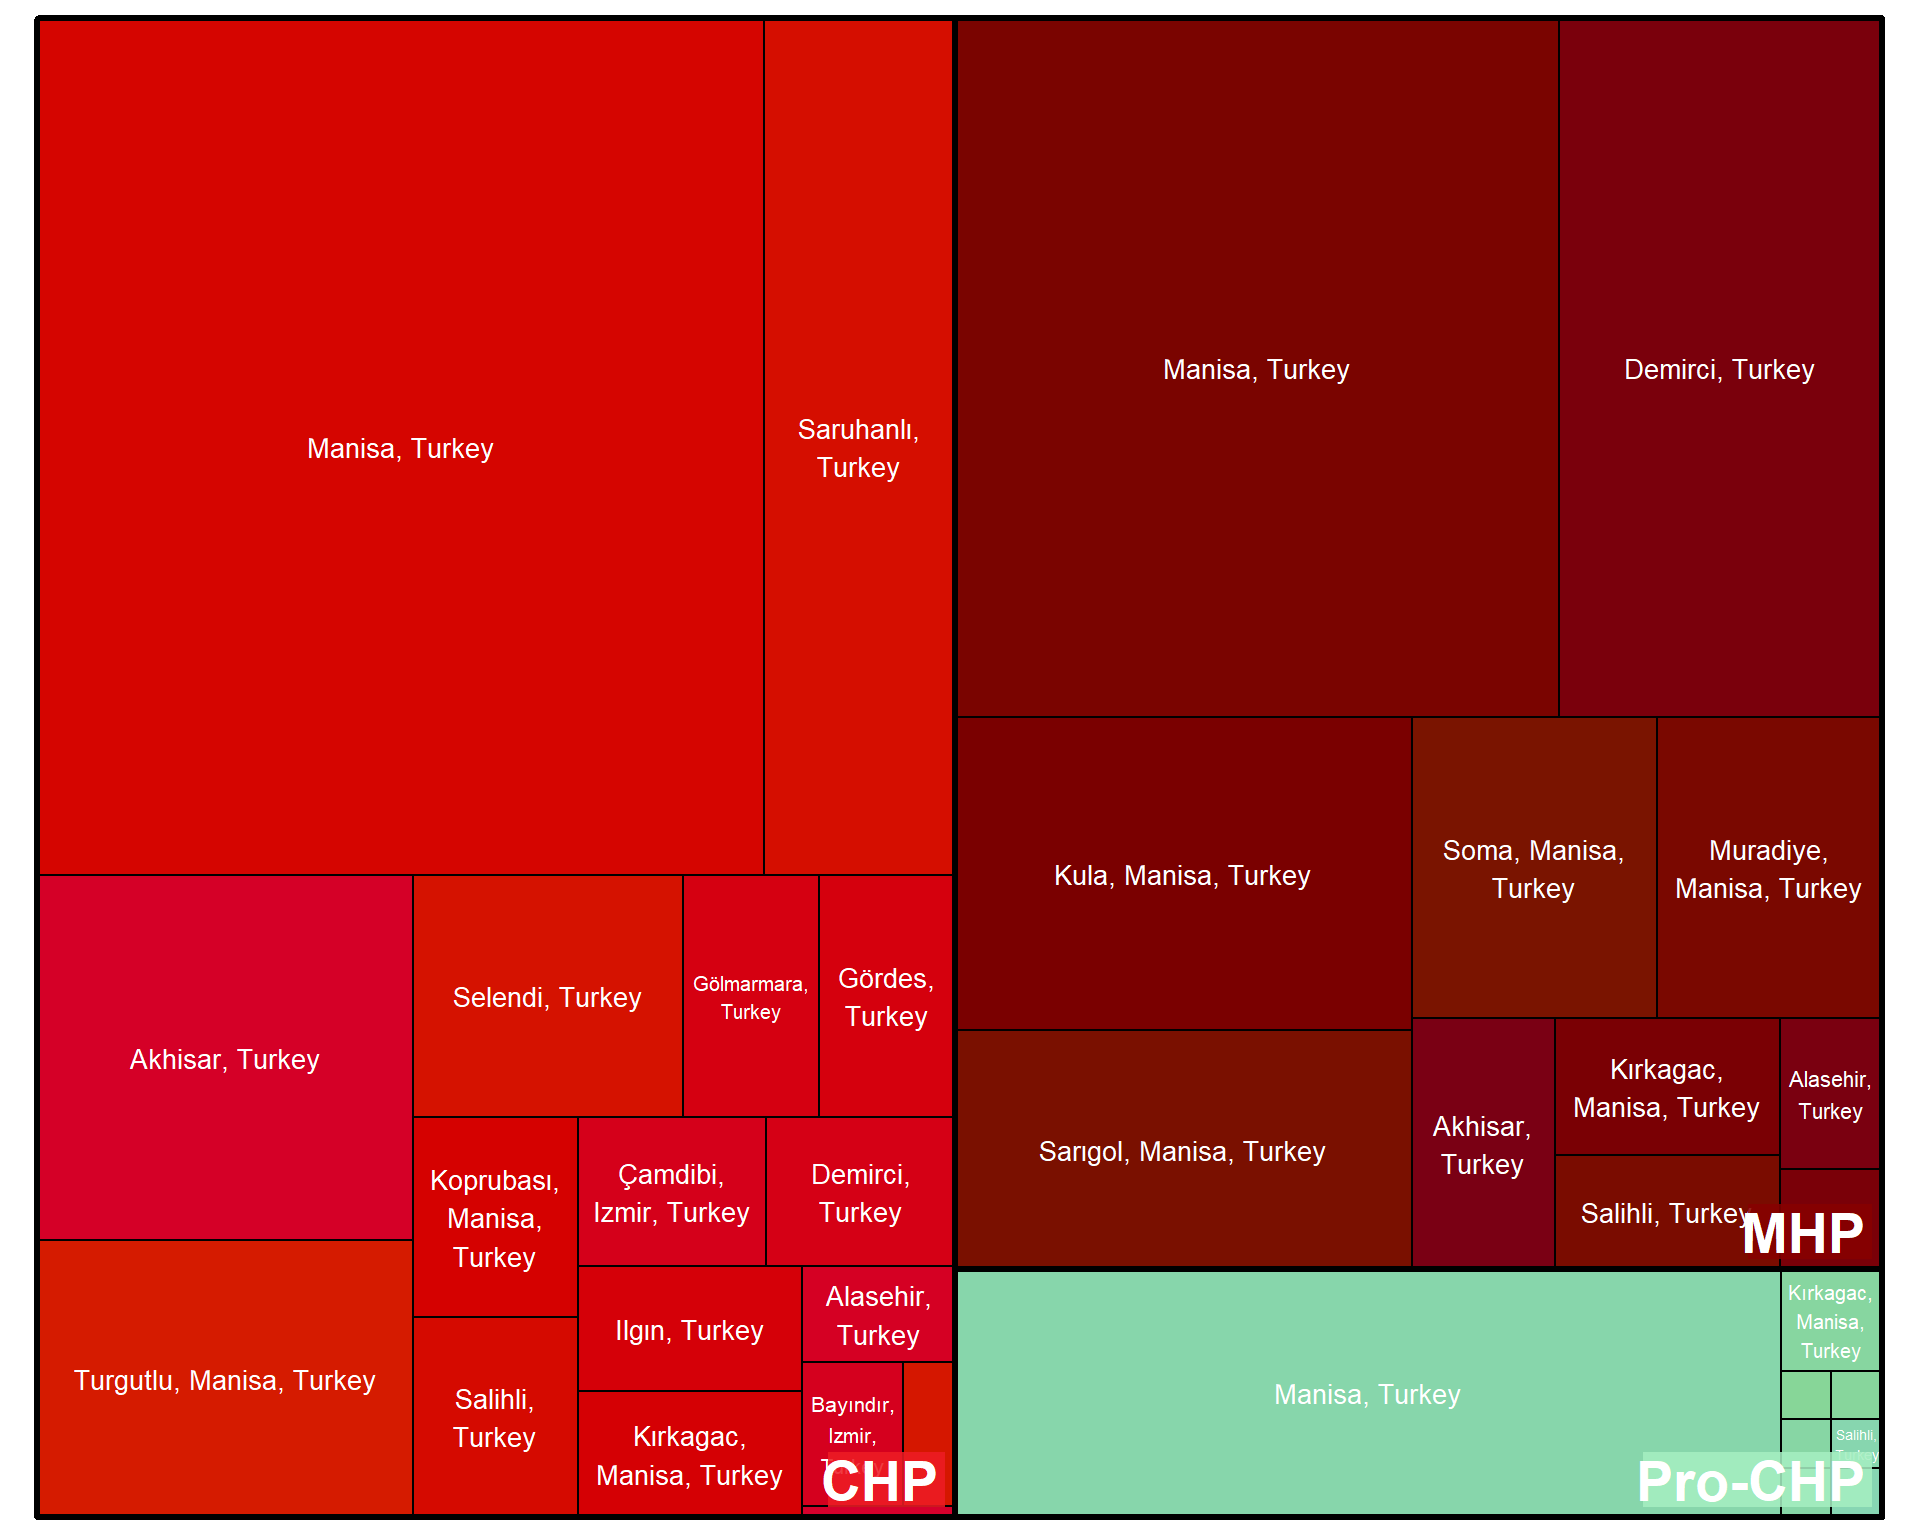 Manisa, Turkey
Saruhanlı,
Turkey
Akhisar, Turkey
Turgutlu, Manisa, Turkey
Selendi, Turkey
Gölmarmara,
Turkey
Gördes,
Turkey
Koprubası,
Manisa,
Turkey
Salihli,
Turkey
Çamdibi,
Izmir, Turkey
Demirci,
Turkey
Ilgın, Turkey
Kırkagac,
Manisa, Turkey
Alasehir,
Turkey
Bayındır,
Izmir,
CHP
Manisa, Turkey
Demirci, Turkey
Kula, Manisa, Turkey
Sarıgol, Manisa, Turkey
Soma, Manisa,
Turkey
Muradiye,
Manisa, Turkey
Akhisar,
Turkey
Kırkagac,
Manisa, Turkey
Salihli, Turkey
Alasehir,
Turkey
MHP
Manisa, Turkey
Kırkagac,
Manisa,
Turkey
Salihli,
Turkey
Pro-CHP